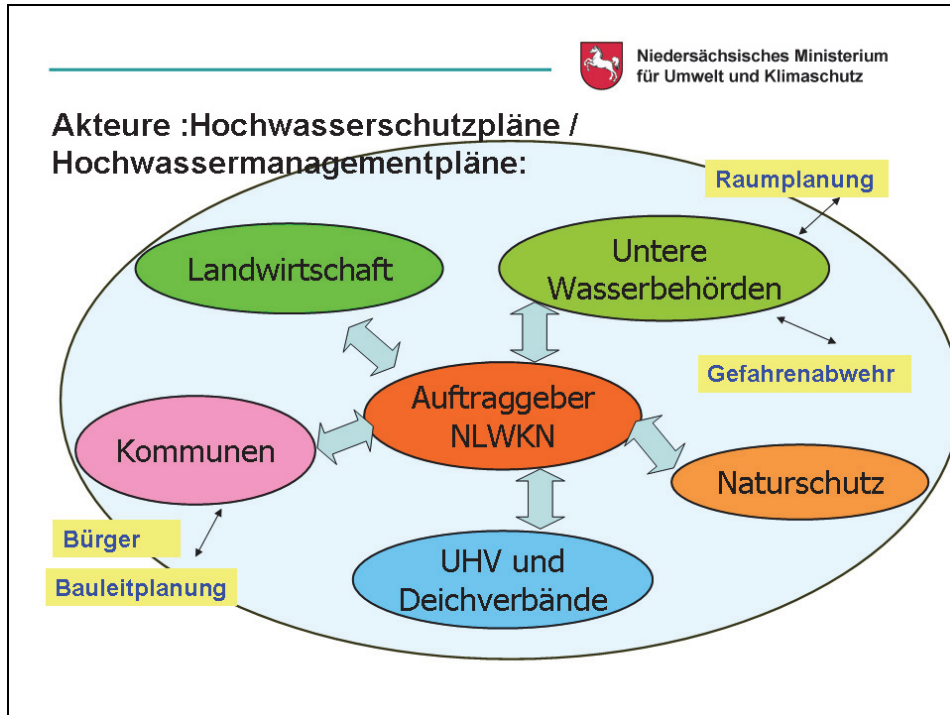 Niedersächsisches Ministerium
für Umwelt und Klimaschutz
Akteure :Hochwasserschutzpläne /
Hochwassermanagementpläne:
Raumplanung
Landwirtschaft
Untere
Wasserbehörden
Gefahrenabwehr
Auftraggeber
NLWKN
Kommunen
Naturschutz
Bürger
Bauleitplanung
UHV und
Deichverbände